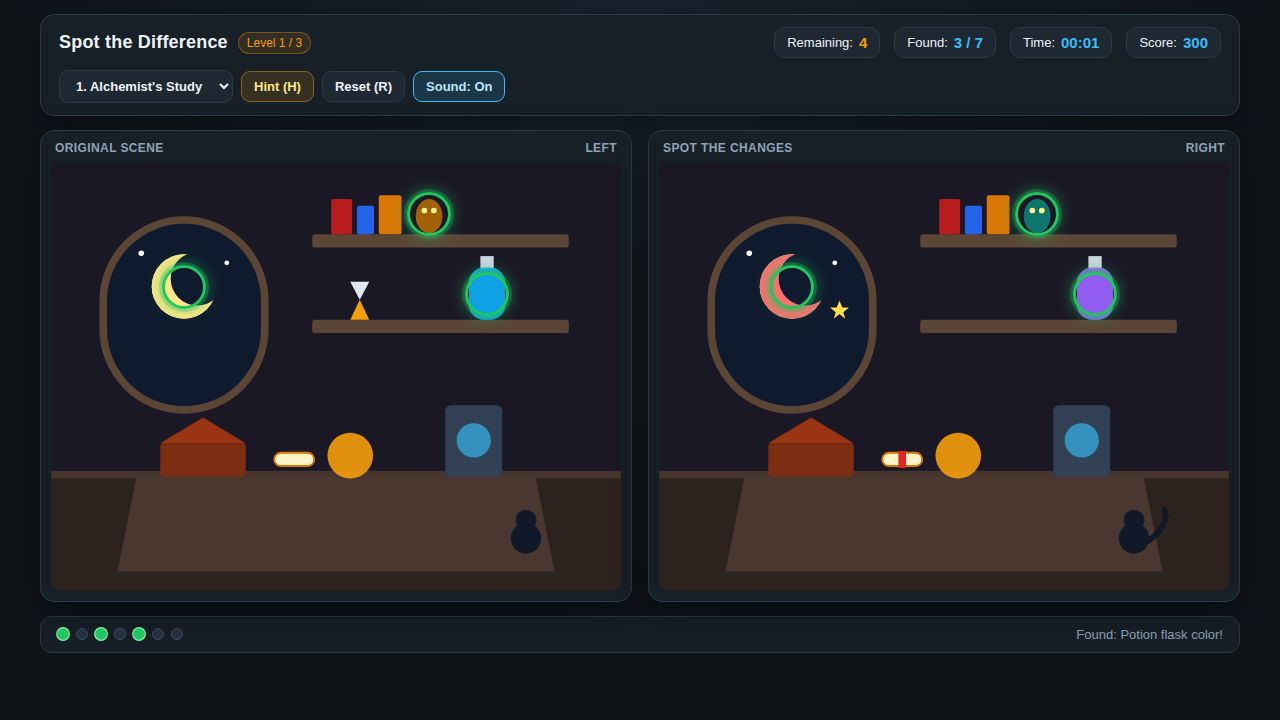 Spot the Difference
Level 1 / 3
Remaining: 4
Found: 3 / 7
Time: 00:01
Score: 300
1. Alchemist's Study
Hint (H)
Reset (R)
Sound: On
ORIGINAL SCENE
LEFT
SPOT THE CHANGES
RIGHT
Found: Potion flask color!